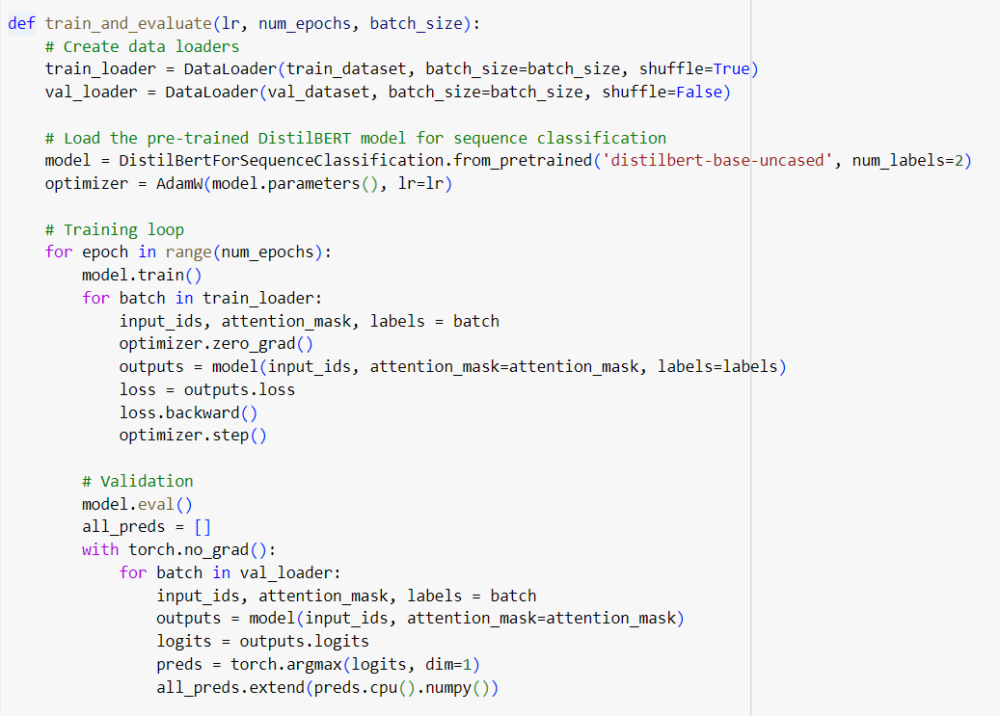 def train_and_evaluate(lr, num_epochs, batch_size):
    # Create data loaders
    train_loader = DataLoader(train_dataset, batch_size=batch_size, shuffle=True)
    val_loader = DataLoader(val_dataset, batch_size=batch_size, shuffle=False)

    # Load the pre-trained DistilBERT model for sequence classification
    model = DistilBertForSequenceClassification.from_pretrained('distilbert-base-uncased', num_labels=2)
    optimizer = AdamW(model.parameters(), lr=lr)

    # Training loop
    for epoch in range(num_epochs):
        model.train()
        for batch in train_loader:
            input_ids, attention_mask, labels = batch
            optimizer.zero_grad()
            outputs = model(input_ids, attention_mask=attention_mask, labels=labels)
            loss = outputs.loss
            loss.backward()
            optimizer.step()

        # Validation
        model.eval()
        all_preds = []
        with torch.no_grad():
            for batch in val_loader:
                input_ids, attention_mask, labels = batch
                outputs = model(input_ids, attention_mask=attention_mask)
                logits = outputs.logits
                preds = torch.argmax(logits, dim=1)
                all_preds.extend(preds.cpu().numpy())